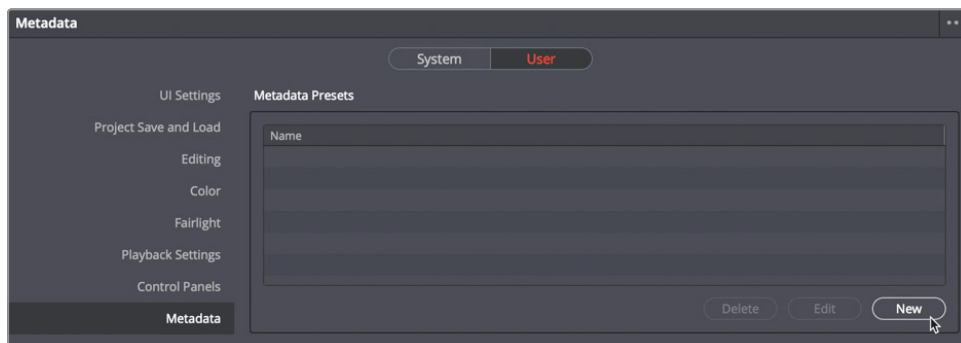 Metadata
System User
UI Settings
Metadata Presets
Project Save and Load
Name
Editing
Color
Fairlight
Playback Settings
Control Panels
Delete Edit New
Metadata